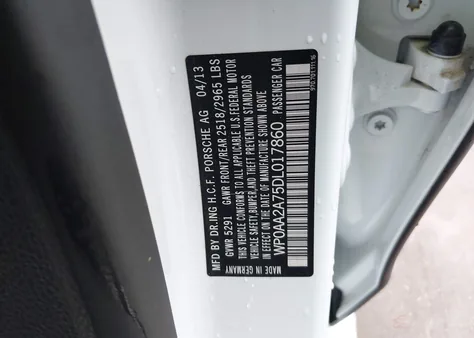 MFD BY DR.ING H.C.F. PORSCHE AG 04/13
GVWR 5291 GAWR FRONT/REAR 2518/2965 LBS
THIS VEHICLE CONFORMS TO ALL APPLICABLE U.S.FEDERAL MOTOR
VEHICLE SAFETY,BUMPER,AND THEFT PREVENTION
STANDARDS IN EFFECT ON THE DATE OF MANUFACTURE SHOWN ABOVE
WP0AA2A75DL017860 PASSENGER CAR
MADE IN GERMANY